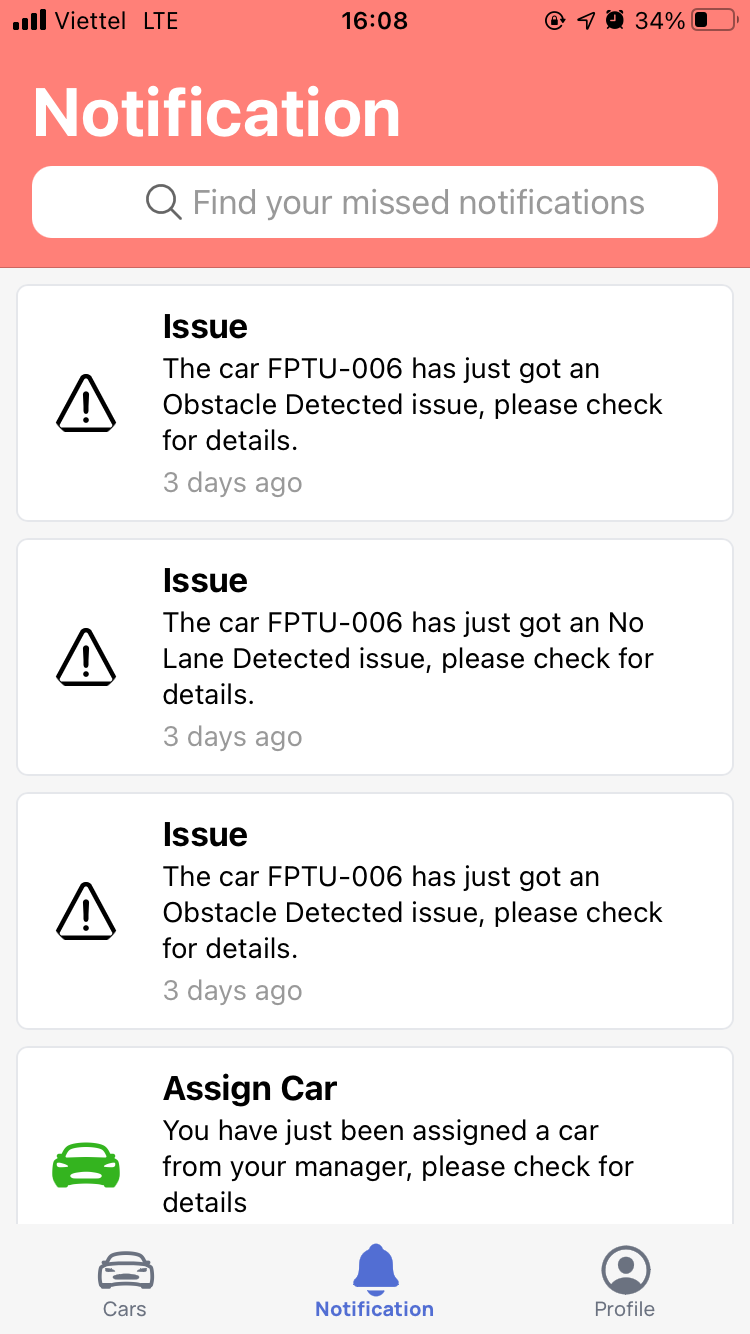 Viettel LTE 16:08 34%
Notification
Find your missed notifications
Issue
The car FPTU-006 has just got an
Obstacle Detected issue, please check
for details.
3 days ago
Issue
The car FPTU-006 has just got an No
Lane Detected issue, please check for
details.
3 days ago
Issue
The car FPTU-006 has just got an
Obstacle Detected issue, please check
for details.
3 days ago
Assign Car
You have just been assigned a car
from your manager, please check for
details
Cars Notification Profile